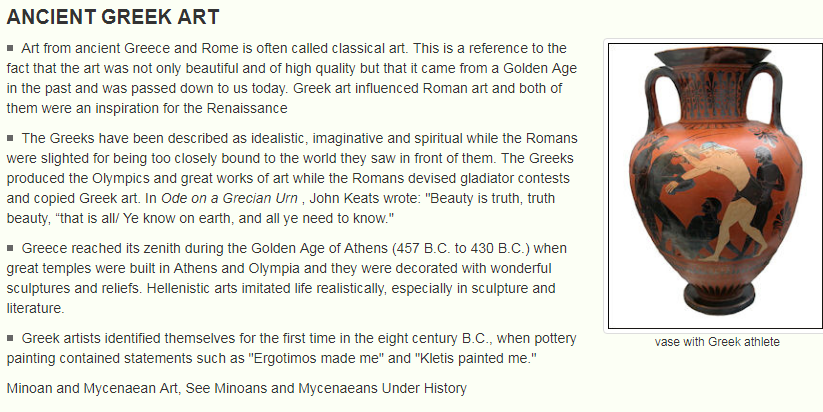 ANCIENT GREEK ART
Art from ancient Greece and Rome is often called classical art. This is a reference to the
fact that the art was not only beautiful and of high quality but that it came from a Golden Age
in the past and was passed down to us today. Greek art influenced Roman art and both of
them were an inspiration for the Renaissance
The Greeks have been described as idealistic, imaginative and spiritual while the Romans
were slighted for being too closely bound to the world they saw in front of them. The Greeks
produced the Olympics and great works of art while the Romans devised gladiator contests
and copied Greek art. In Ode on a Grecian Urn , John Keats wrote: "Beauty is truth, truth
beauty, “that is all/ Ye know on earth, and all ye need to know."
Greece reached its zenith during the Golden Age of Athens (457 B.C. to 430 B.C.) when
great temples were built in Athens and Olympia and they were decorated with wonderful
sculptures and reliefs. Hellenistic arts imitated life realistically, especially in sculpture and
literature.
Greek artists identified themselves for the first time in the eight century B.C., when pottery
painting contained statements such as "Ergotimos made me" and "Kletis painted me."
Minoan and Mycenaean Art, See Minoans and Mycenaeans Under History
vase with Greek athlete